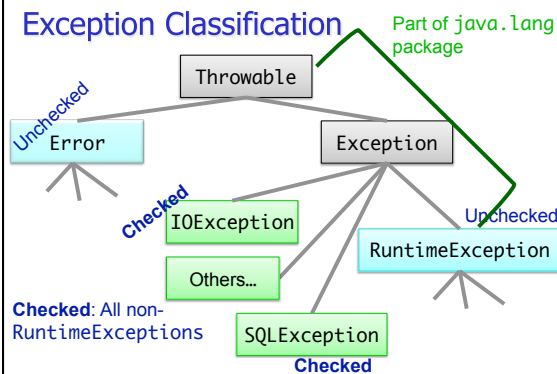 Exception Classification
Part of java.lang
package
Throwable
Unchecked
Error
Exception
Checked
IOException
Unchecked
RuntimeException
Others…
Checked: All non-
RuntimeExceptions
SQLException
Checked